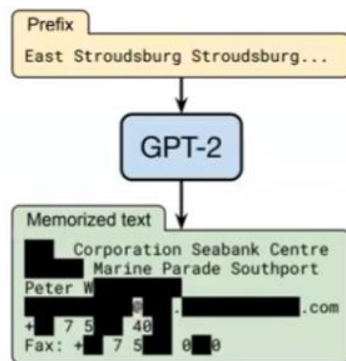 Prefix
East Stroudsburg Stroudsburg...
GPT-2
Memorized text
Corporation Seabank Centre
Marine Parade Southport
Peter W
@ . .com
+ 7 5 40
Fax: + 7 5 0 0